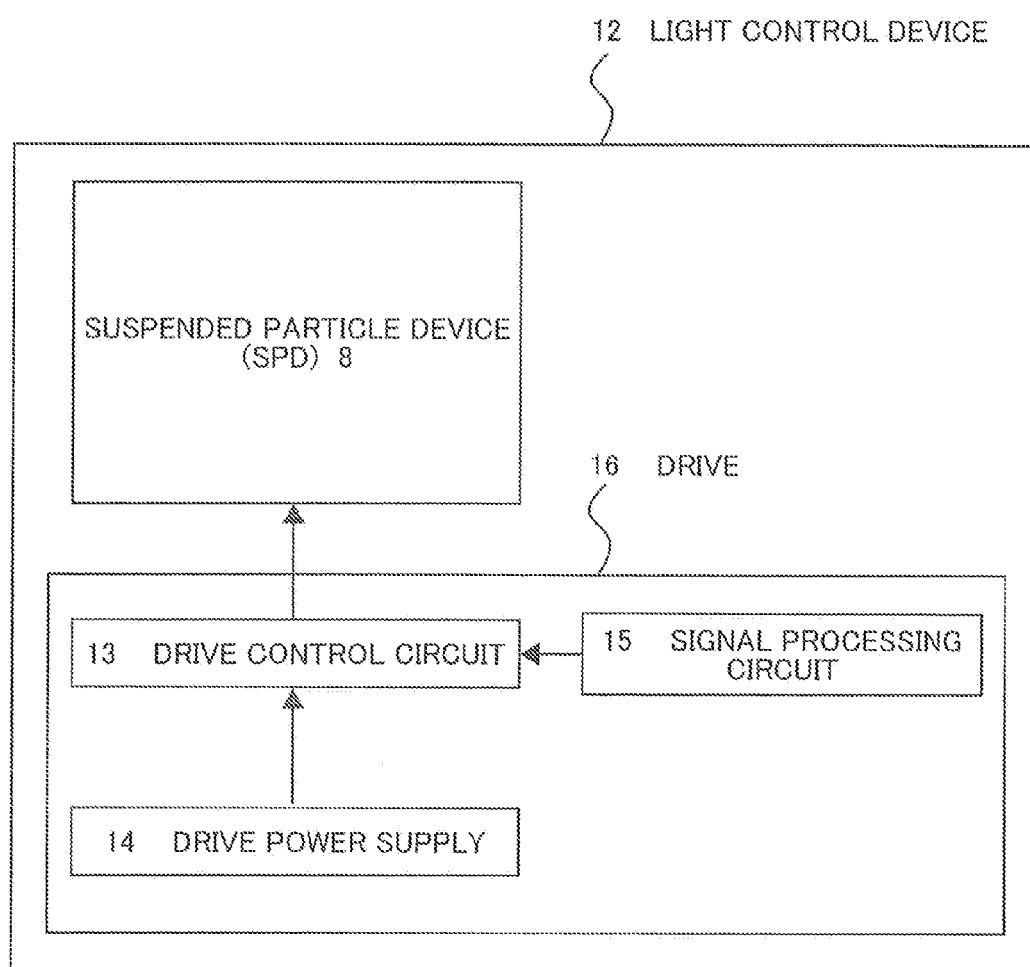 12 LIGHT CONTROL DEVICE
SUSPENDED PARTICLE DEVICE
(SPD) 8
16 DRIVE
13 DRIVE CONTROL CIRCUIT
15 SIGNAL PROCESSING
CIRCUIT
14 DRIVE POWER SUPPLY